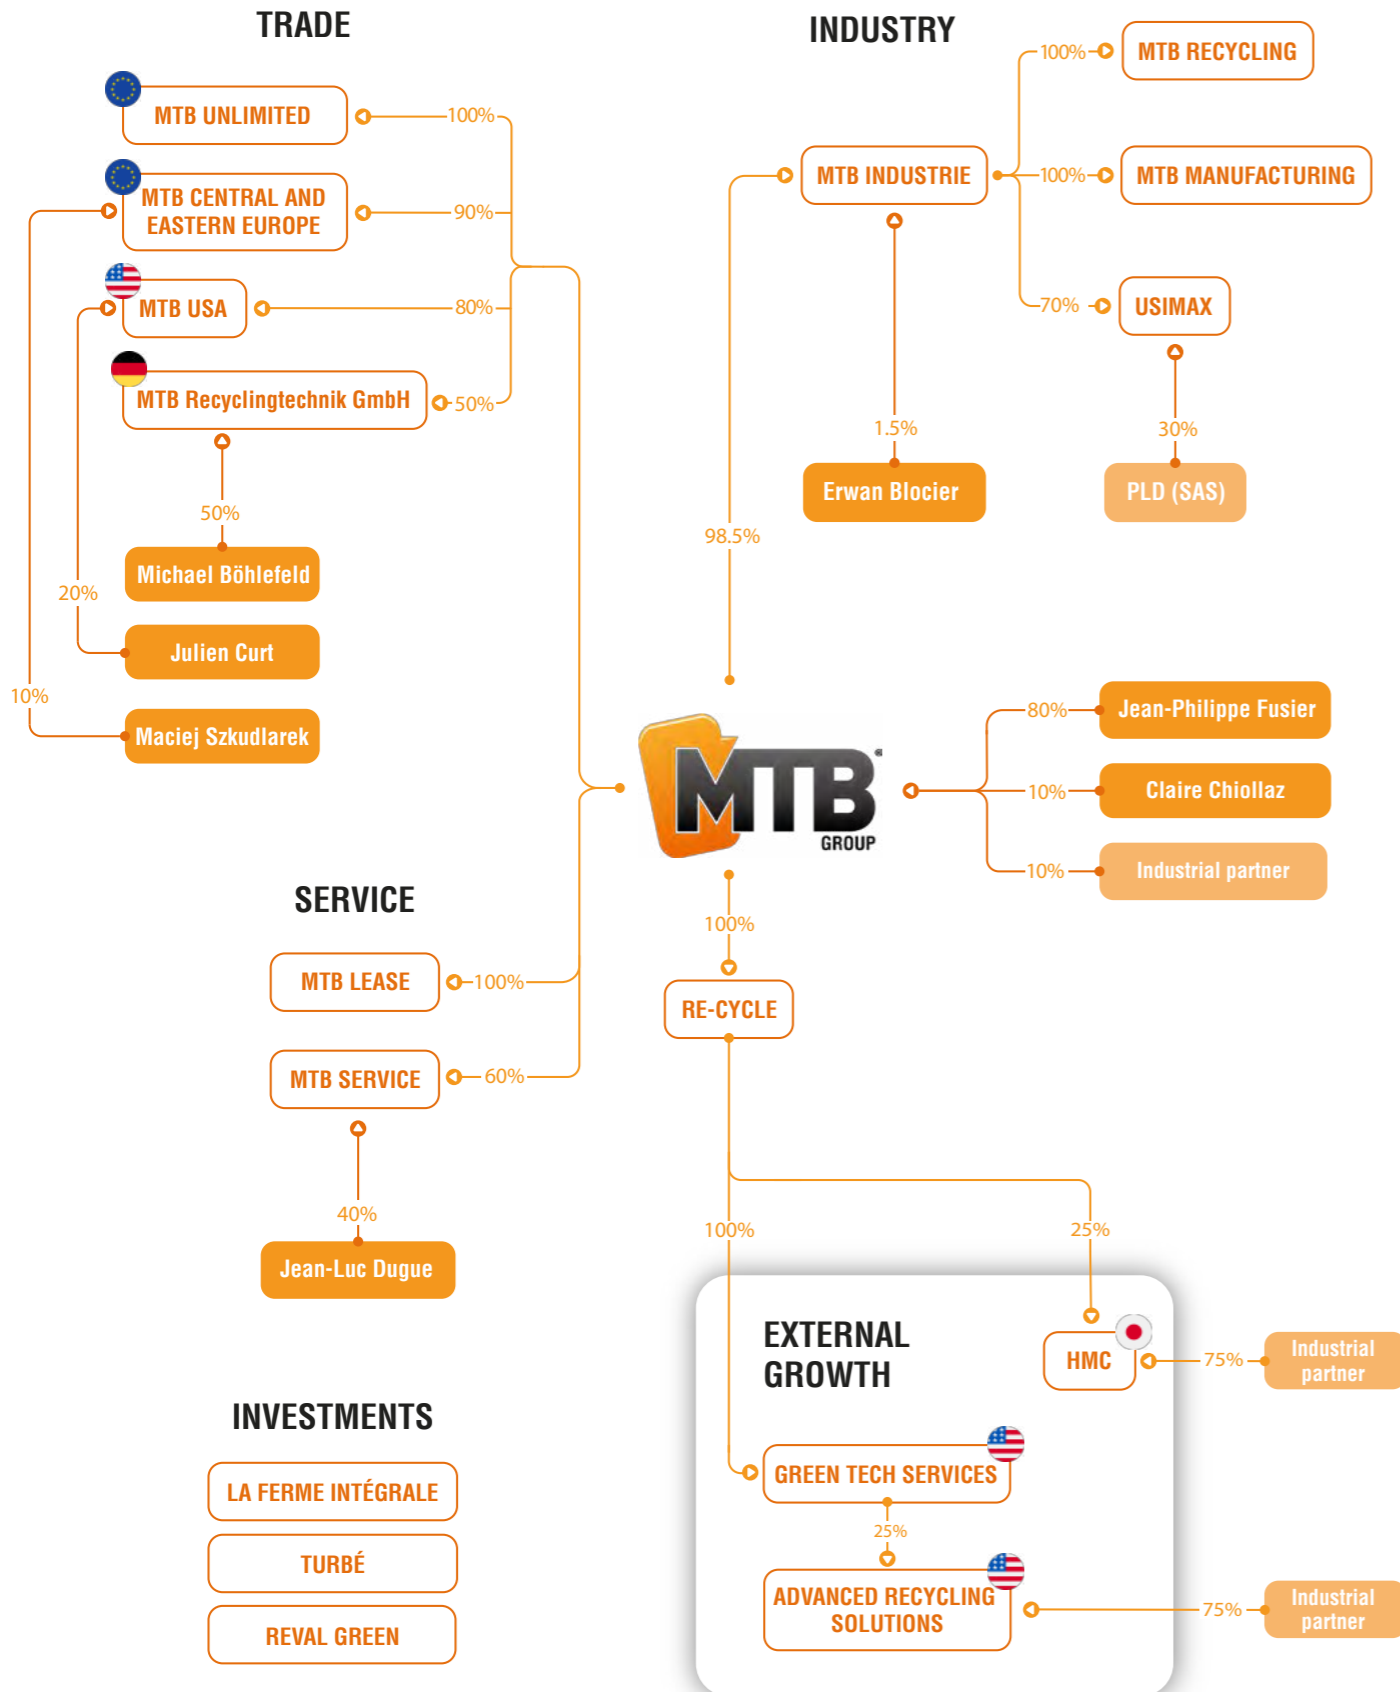 TRADE
MTB UNLIMITED
100%
MTB CENTRAL AND
EASTERN EUROPE
90%
MTB USA
80%
MTB Recyclingtechnik GmbH
50%
50%
Michael Böhlefeld
20%
Julien Curt
10%
Maciej Szkudlarek
INDUSTRY
100%
MTB RECYCLING
MTB INDUSTRIE
100%
MTB MANUFACTURING
70%
USIMAX
1.5%
30%
Erwan Blocier
PLD (SAS)
98.5%
MTB
GROUP
80%
Jean-Philippe Fusier
10%
Claire Chiollaz
10%
Industrial partner
SERVICE
MTB LEASE
100%
MTB SERVICE
60%
40%
Jean-Luc Dugue
100%
RE-CYCLE
100%
25%
EXTERNAL
GROWTH
HMC
75%
Industrial
partner
GREEN TECH SERVICES
25%
ADVANCED RECYCLING
SOLUTIONS
75%
Industrial
partner
INVESTMENTS
LA FERME INTÉGRALE
TURBÉ
REVAL GREEN